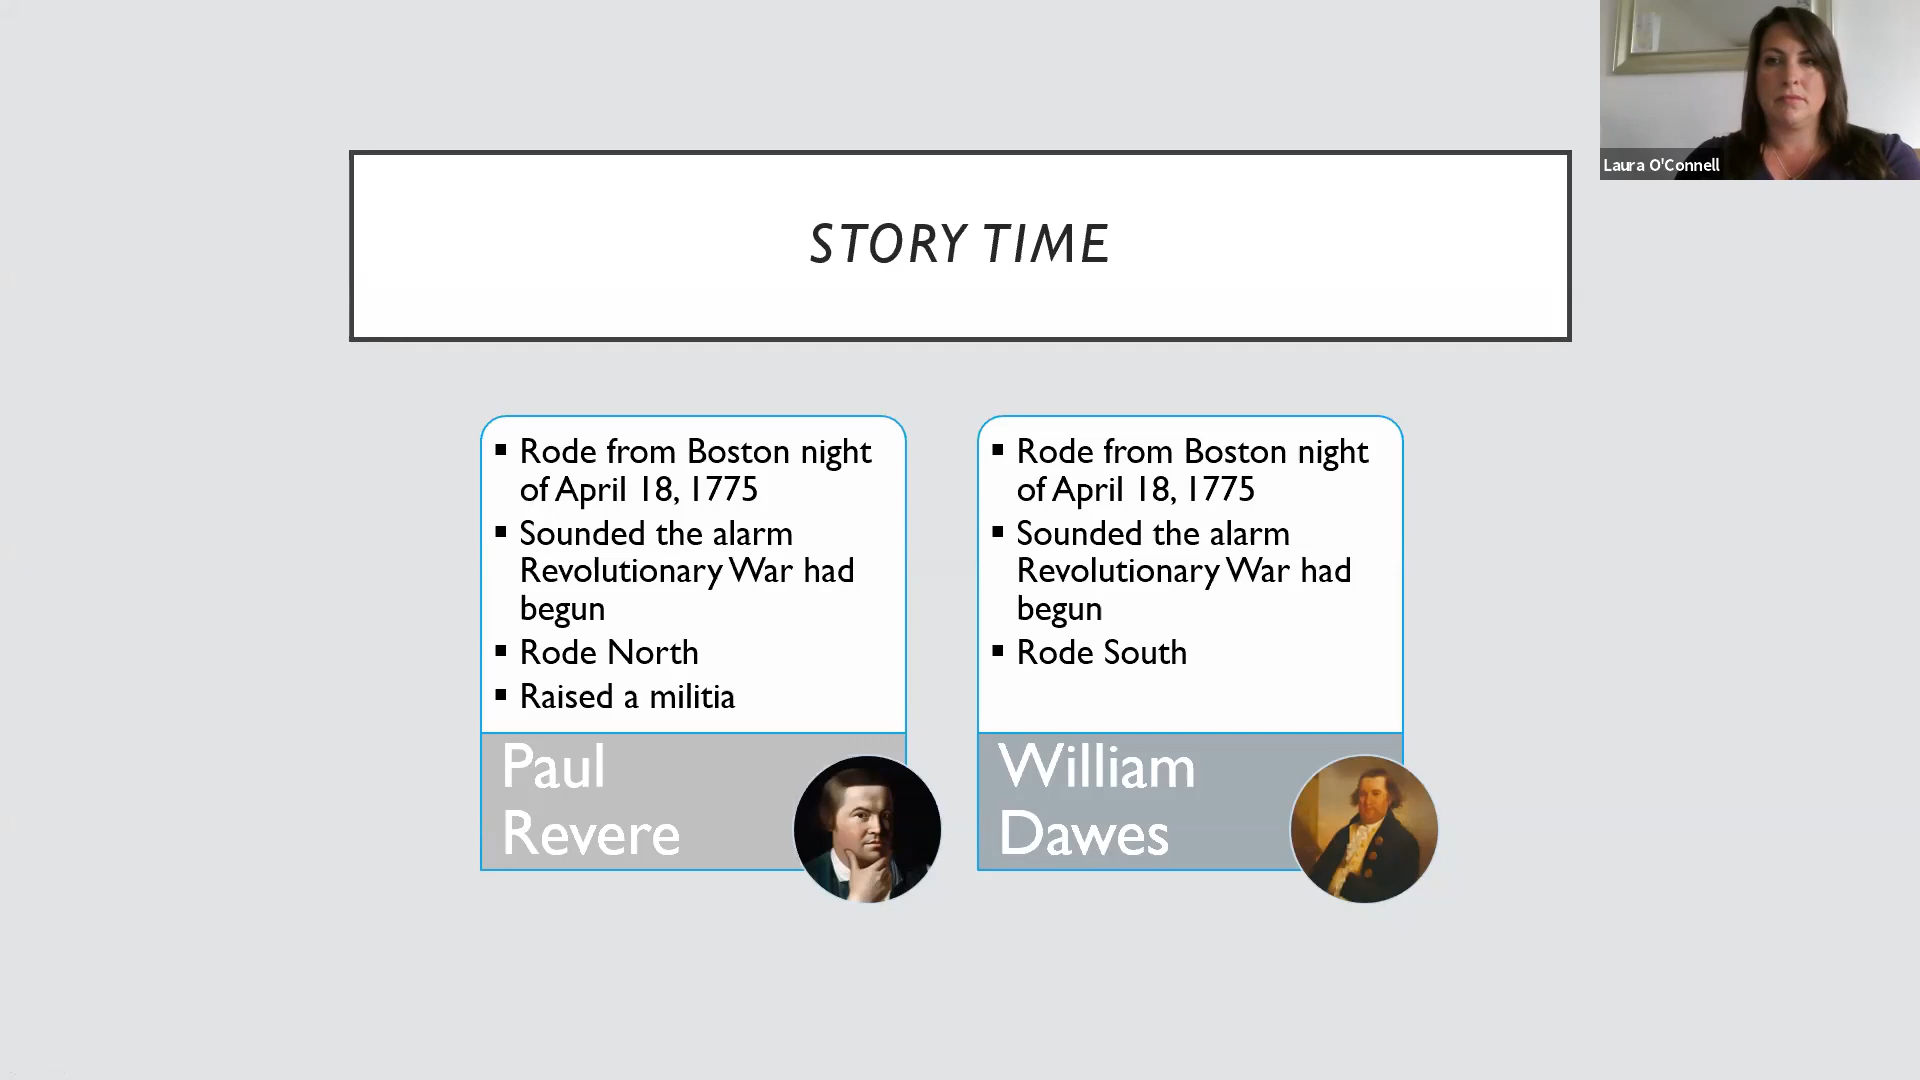 Laura O'Connell
STORY TIME
▪ Rode from Boston night
of April 18, 1775
▪ Sounded the alarm
Revolutionary War had
begun
▪ Rode North
▪ Raised a militia
Paul
Revere
▪ Rode from Boston night
of April 18, 1775
▪ Sounded the alarm
Revolutionary War had
begun
▪ Rode South
William
Dawes